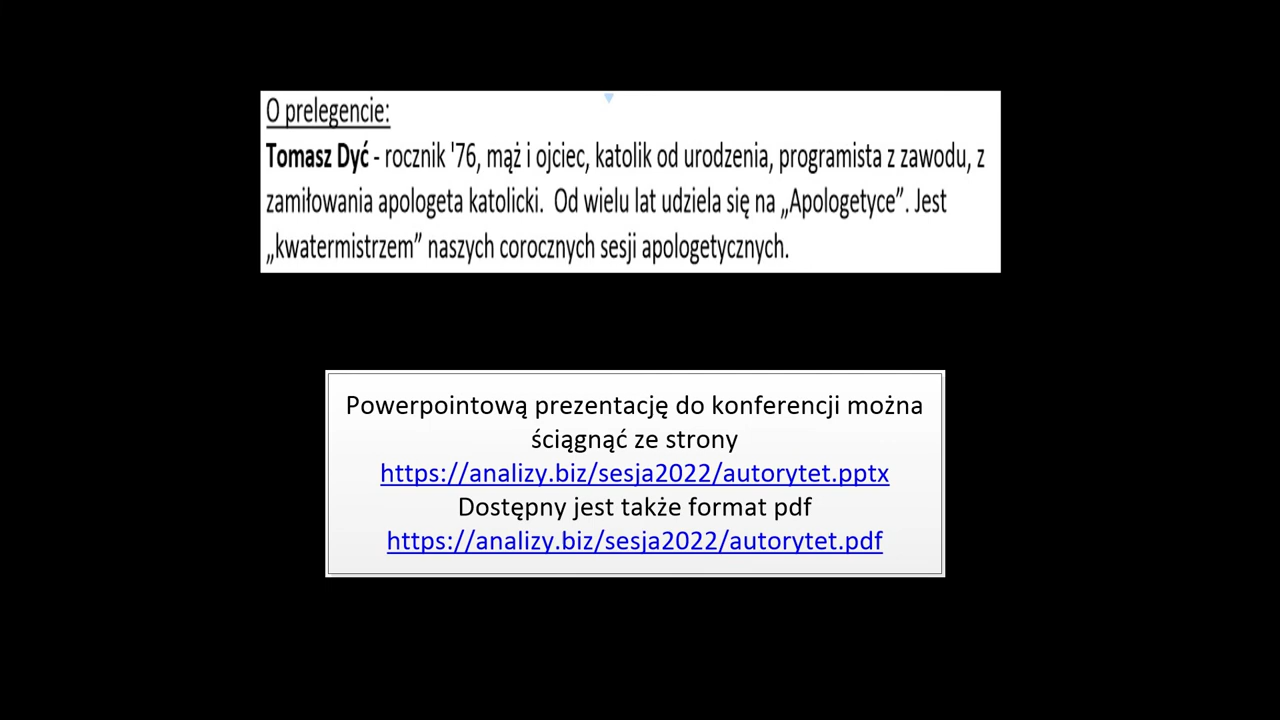 O prelegencie:
Tomasz Dyć - rocznik '76, mąż i ojciec, katolik od urodzenia, programista z zawodu, z
zamiłowania apologeta katolicki.  Od wielu lat udziela się na „Apologetyce”. Jest
„kwatermistrzem” naszych corocznych sesji apologetycznych.
Powerpointową prezentację do konferencji można
ściągnąć ze strony
https://analizy.biz/sesja2022/autorytet.pptx
Dostępny jest także format pdf
https://analizy.biz/sesja2022/autorytet.pdf